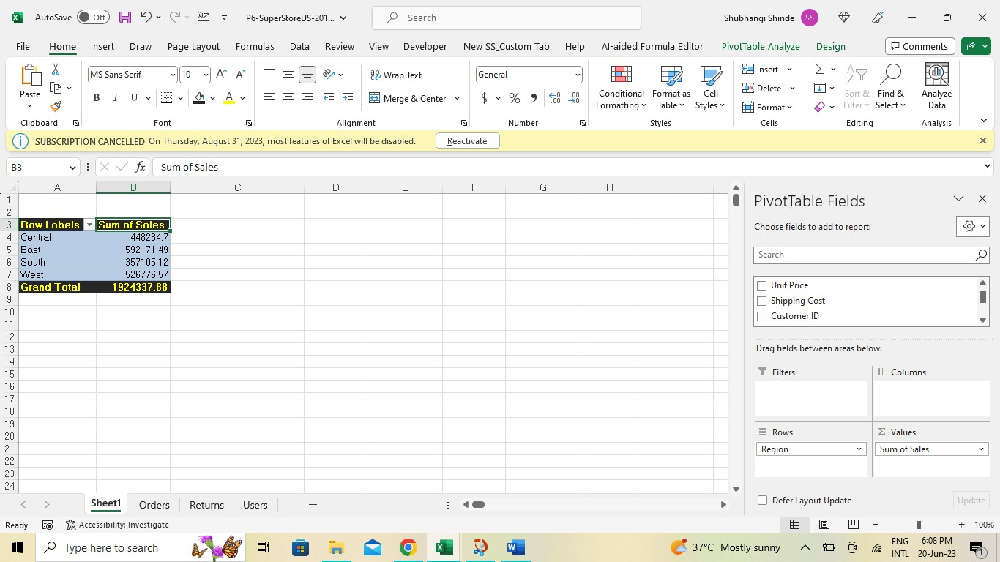 AutoSave Off P6-SuperStoreUS-201... Search Shubhangi Shinde SS
File Home Insert Draw Page Layout Formulas Data Review View Developer New SS_Custom Tab Help AI-aided Formula Editor PivotTable Analyze Design Comments
Paste
Clipboard
MS Sans Serif 10 A A
B I U A
Font
ab Wrap Text
Merge & Center
Alignment
General
$ % 9
Number
Conditional Formatting
Format as Table
Cell Styles
Styles
Insert
Delete
Format
Cells
Sort & Filter
Find & Select
Editing
Analyze Data
Analysis
SUBSCRIPTION CANCELLED On Thursday, August 31, 2023, most features of Excel will be disabled. Reactivate
B3 fx Sum of Sales
A B C D E F G H I
1
2
3 Row Labels Sum of Sales
4 Central 448284.7
5 East 592171.49
6 South 357105.12
7 West 526776.57
8 Grand Total 1924337.88
9
10
11
12
13
14
15
16
17
18
19
20
21
22
23
24
PivotTable Fields
Choose fields to add to report:
Search
Unit Price
Shipping Cost
Customer ID
Drag fields between areas below:
Filters Columns
Rows Values
Region Sum of Sales
Defer Layout Update Update
Sheet1 Orders Returns Users
Ready Accessibility: Investigate 100%
Type here to search 37°C Mostly sunny ENG INTL 6:08 PM 20-Jun-23 1